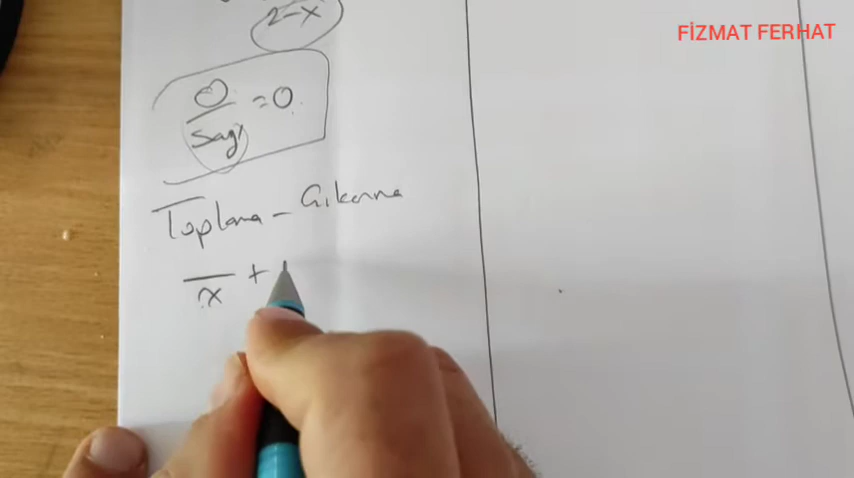 FİZMAT FERHAT
2-x
0/sayı = 0
Toplama - Çıkarma
/x +